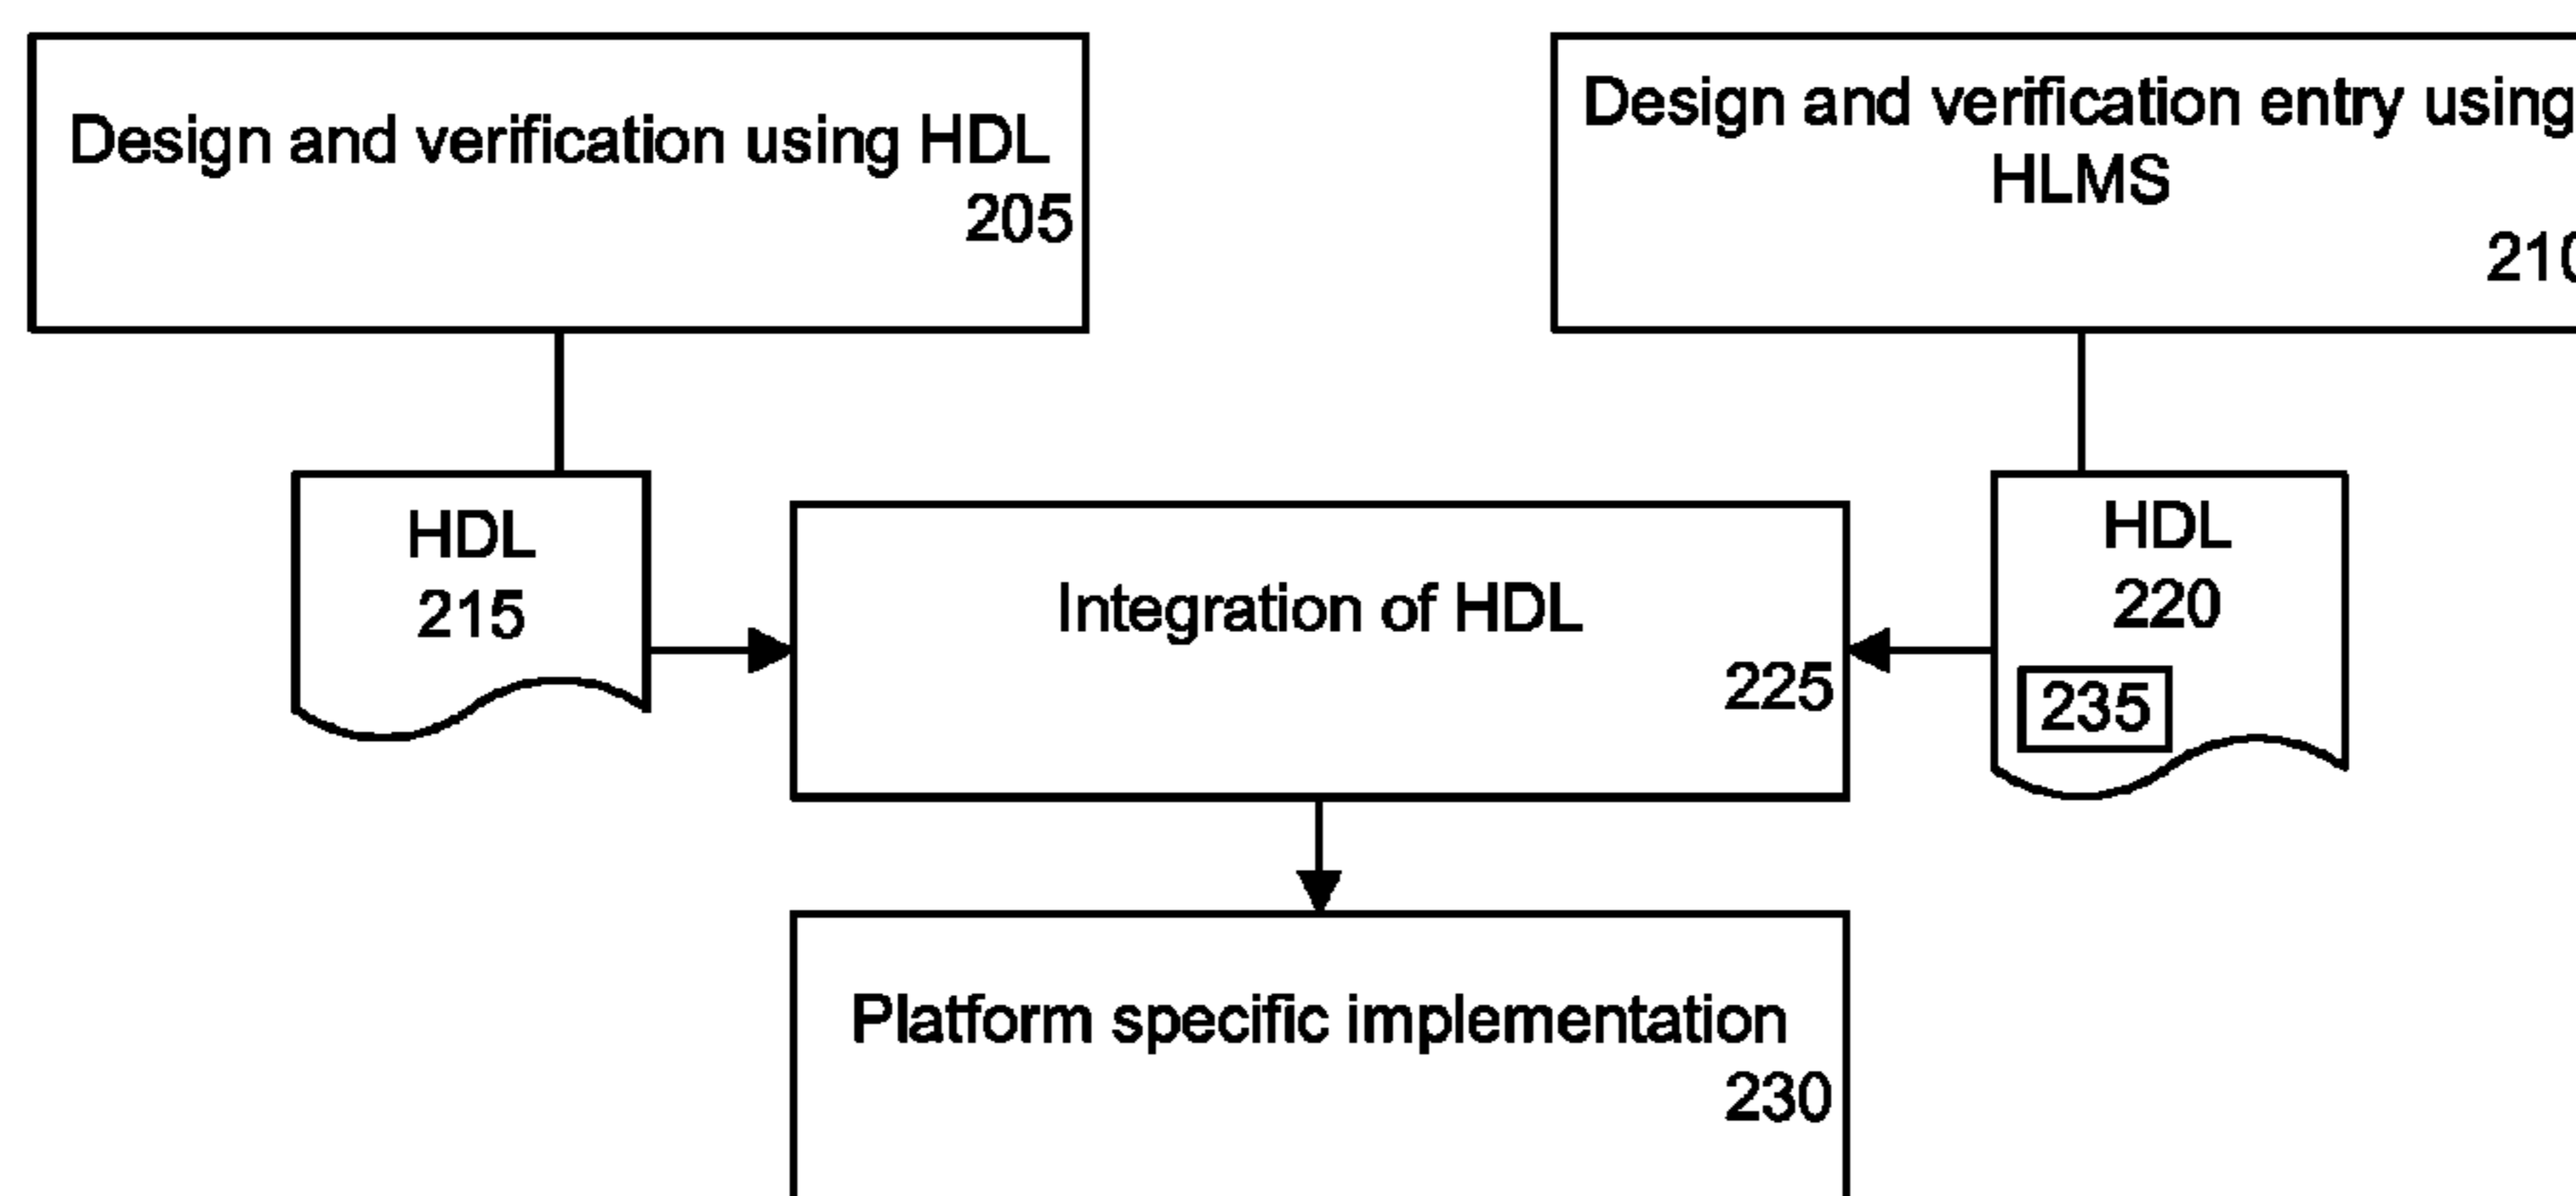 Design and verification using HDL
205
Design and verification entry using
HLMS
210
HDL
215
Integration of HDL
225
HDL
220
235
Platform specific implementation
230